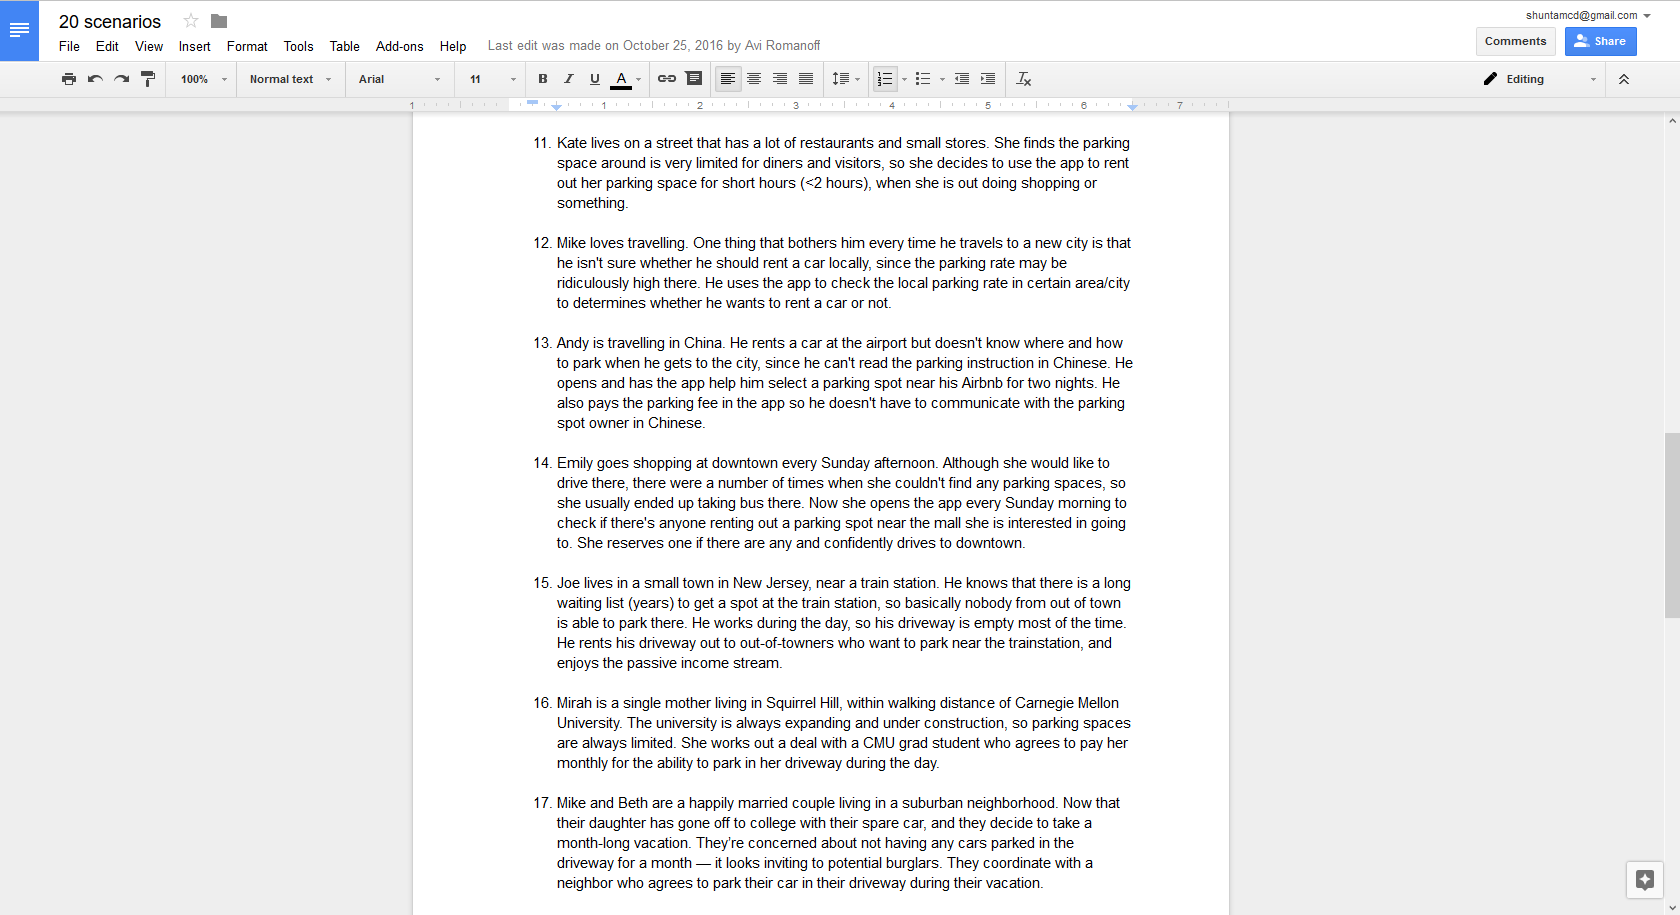 20 scenarios
shuntamcd@gmail.com
File Edit View Insert Format Tools Table Add-ons Help Last edit was made on October 25, 2016 by Avi Romanoff
Comments Share
100% Normal text Arial 11 B I U A Editing
1 1 2 3 4 5 6 7
11. Kate lives on a street that has a lot of restaurants and small stores. She finds the parking
space around is very limited for diners and visitors, so she decides to use the app to rent
out her parking space for short hours (<2 hours), when she is out doing shopping or
something.
12. Mike loves travelling. One thing that bothers him every time he travels to a new city is that
he isn't sure whether he should rent a car locally, since the parking rate may be
ridiculously high there. He uses the app to check the local parking rate in certain area/city
to determines whether he wants to rent a car or not.
13. Andy is travelling in China. He rents a car at the airport but doesn't know where and how
to park when he gets to the city, since he can't read the parking instruction in Chinese. He
opens and has the app help him select a parking spot near his Airbnb for two nights. He
also pays the parking fee in the app so he doesn't have to communicate with the parking
spot owner in Chinese.
14. Emily goes shopping at downtown every Sunday afternoon. Although she would like to
drive there, there were a number of times when she couldn't find any parking spaces, so
she usually ended up taking bus there. Now she opens the app every Sunday morning to
check if there's anyone renting out a parking spot near the mall she is interested in going
to. She reserves one if there are any and confidently drives to downtown.
15. Joe lives in a small town in New Jersey, near a train station. He knows that there is a long
waiting list (years) to get a spot at the train station, so basically nobody from out of town
is able to park there. He works during the day, so his driveway is empty most of the time.
He rents his driveway out to out-of-towners who want to park near the trainstation, and
enjoys the passive income stream.
16. Mirah is a single mother living in Squirrel Hill, within walking distance of Carnegie Mellon
University. The university is always expanding and under construction, so parking spaces
are always limited. She works out a deal with a CMU grad student who agrees to pay her
monthly for the ability to park in her driveway during the day.
17. Mike and Beth are a happily married couple living in a suburban neighborhood. Now that
their daughter has gone off to college with their spare car, and they decide to take a
month-long vacation. They’re concerned about not having any cars parked in the
driveway for a month — it looks inviting to potential burglars. They coordinate with a
neighbor who agrees to park their car in their driveway during their vacation.